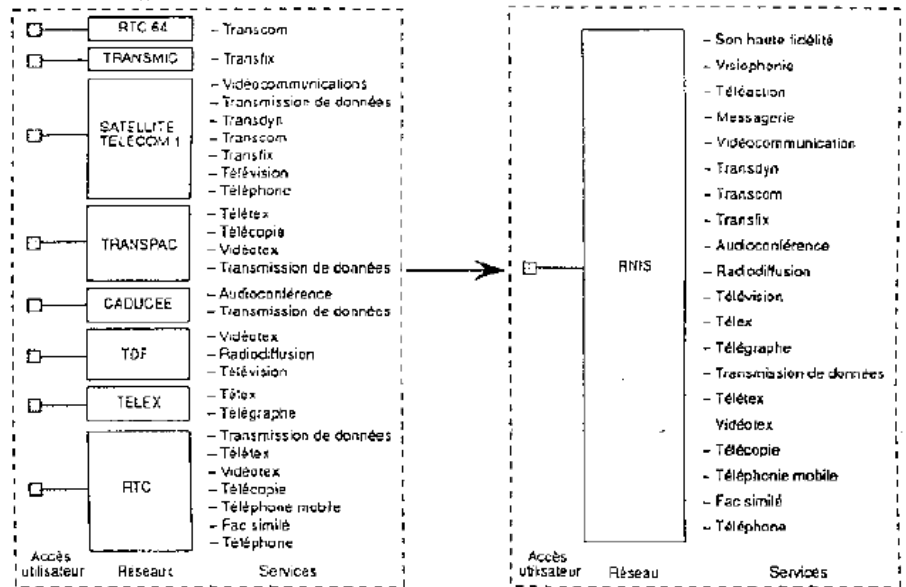 RTC 64
– Transcom
TRANSMIC
– Transfix
SATELLITE
TELECOM 1
– Vidéocommunications
– Transmission de données
– Transdyn
– Transcom
– Transfix
– Télévision
– Téléphone
TRANSPAC
– Télétex
– Télécopie
– Vidéotex
– Transmission de données
CADUCEE
– Audioconférence
– Transmission de données
TDF
– Vidéotex
– Radiodiffusion
– Télévision
TELEX
– Télex
– Télégraphe
RTC
– Transmission de données
– Télétex
– Vidéotex
– Télécopie
– Téléphone mobile
– Fac similé
– Téléphone
Accès
utilisateur
Réseaux
Services
RNIS
– Son haute fidélité
– Visiophonie
– Téléaction
– Messagerie
– Vidéocommunication
– Transdyn
– Transcom
– Transfix
– Audioconférence
– Radiodiffusion
– Télévision
– Télex
– Télégraphe
– Transmission de données
– Télétex
Vidéotex
– Télécopie
– Téléphonie mobile
– Fac similé
– Téléphone
Accès
utilisateur
Réseau
Services